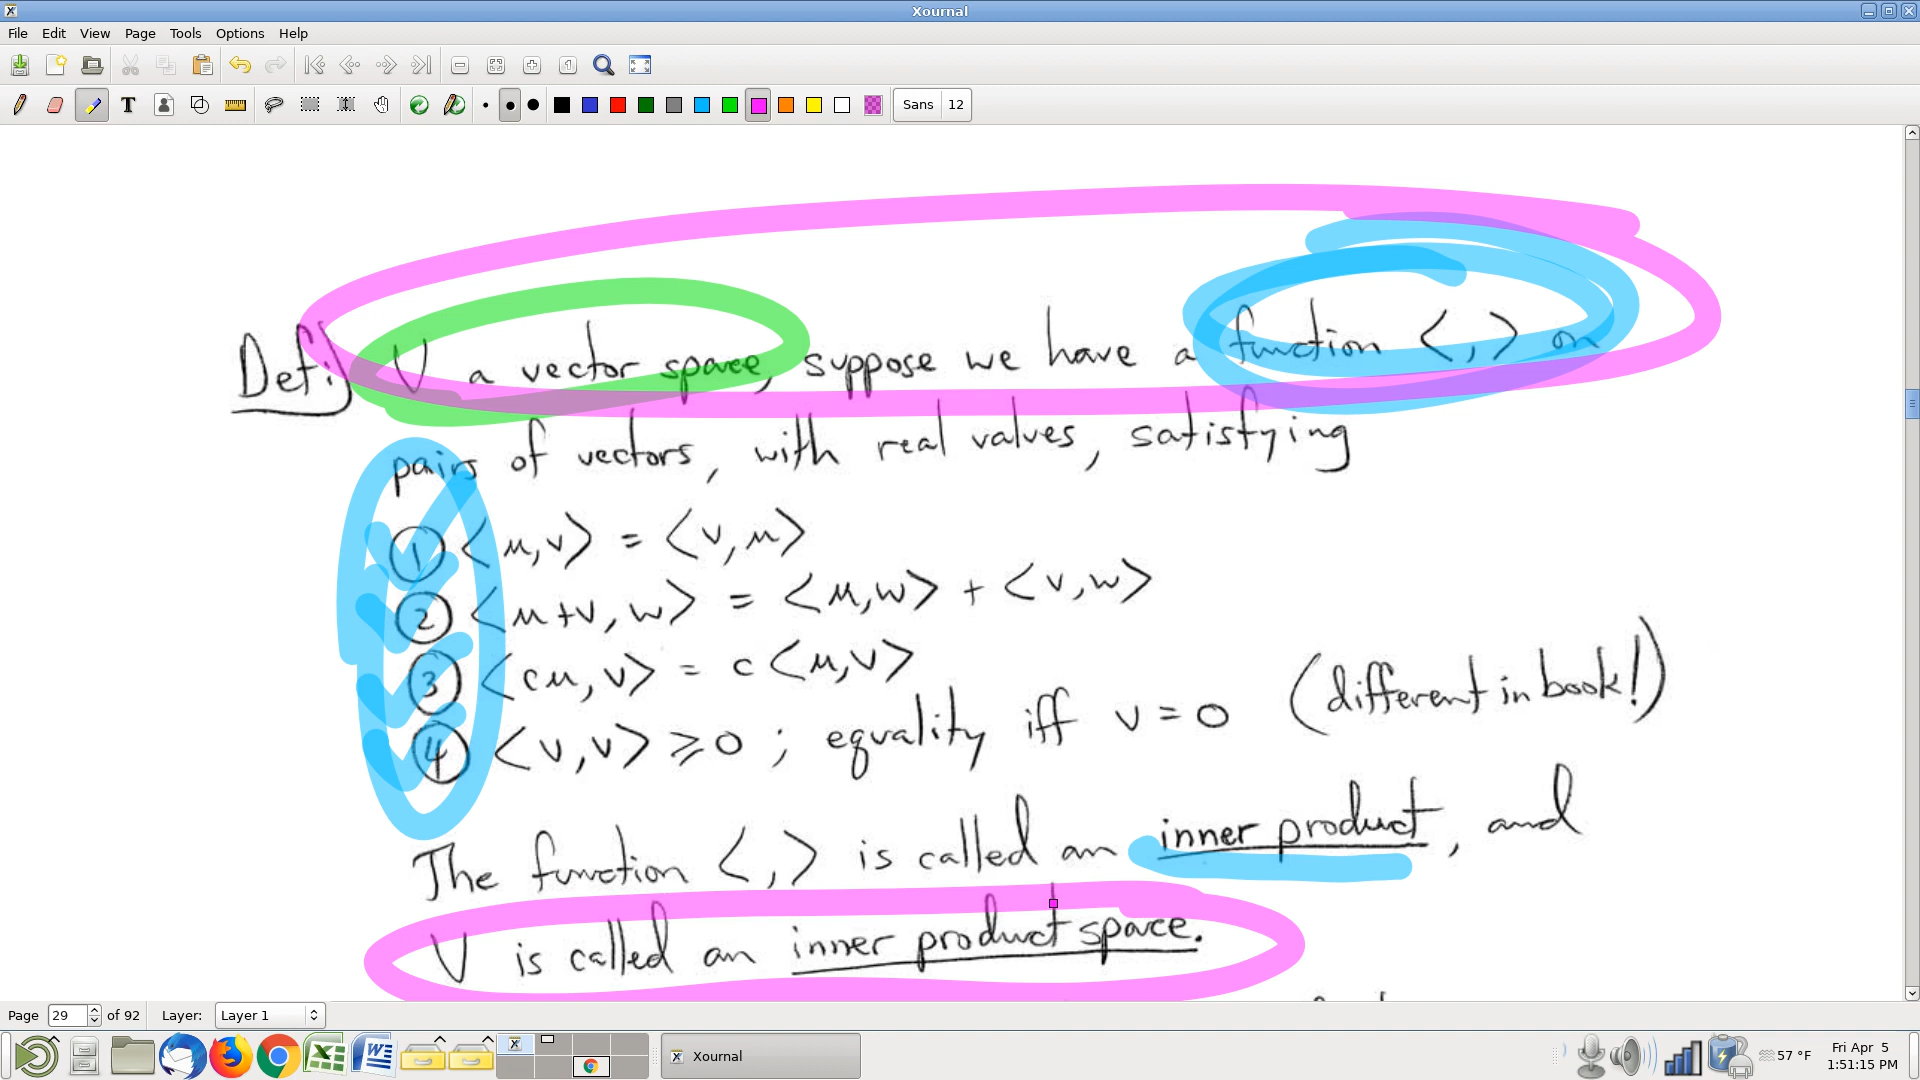 Xournal
File Edit View Page Tools Options Help
Sans 12
Def: V a vector space, suppose we have a function <,> on
pairs of vectors, with real values, satisfying
① <u,v> = <v,u>
② <u+v, w> = <u,w> + <v,w>
③ <cu, v> = c<u,v>
④ <v,v> ≥ 0 ; equality iff v = 0 (different in book!)
The function <,> is called an inner product, and
V is called an inner product space.
Page 29 of 92 Layer: Layer 1
Xournal
57 °F
Fri Apr 5
1:51:15 PM